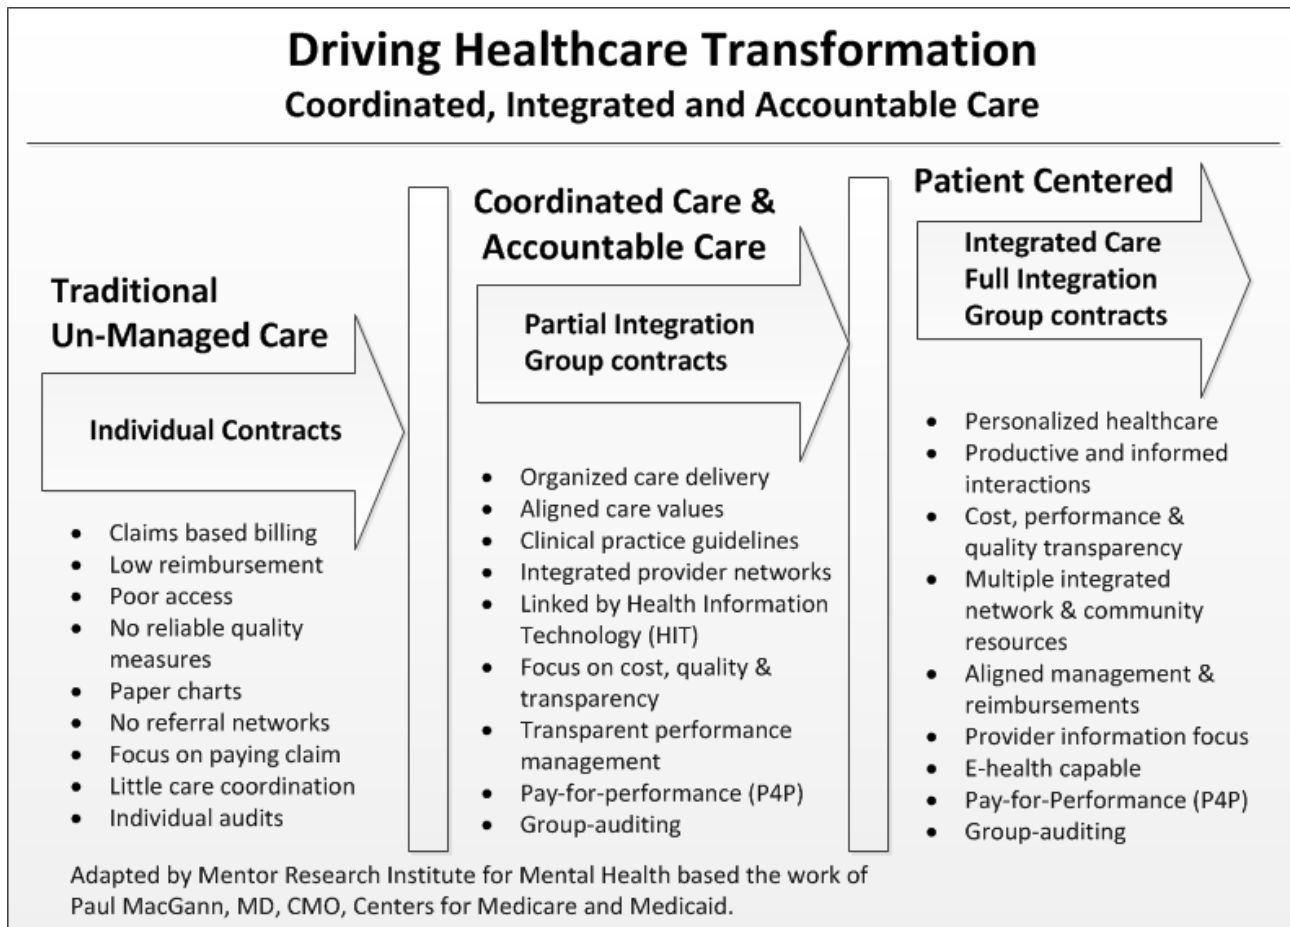 Driving Healthcare Transformation
Coordinated, Integrated and Accountable Care
Traditional
Un-Managed Care
Individual Contracts
• Claims based billing
• Low reimbursement
• Poor access
• No reliable quality
measures
• Paper charts
• No referral networks
• Focus on paying claim
• Little care coordination
• Individual audits
Coordinated Care &
Accountable Care
Partial Integration
Group contracts
• Organized care delivery
• Aligned care values
• Clinical practice guidelines
• Integrated provider networks
• Linked by Health Information
Technology (HIT)
• Focus on cost, quality &
transparency
• Transparent performance
management
• Pay-for-performance (P4P)
• Group-auditing
Patient Centered
Integrated Care
Full Integration
Group contracts
• Personalized healthcare
• Productive and informed
interactions
• Cost, performance &
quality transparency
• Multiple integrated
network & community
resources
• Aligned management &
reimbursements
• Provider information focus
• E-health capable
• Pay-for-Performance (P4P)
• Group-auditing
Adapted by Mentor Research Institute for Mental Health based the work of
Paul MacGann, MD, CMO, Centers for Medicare and Medicaid.